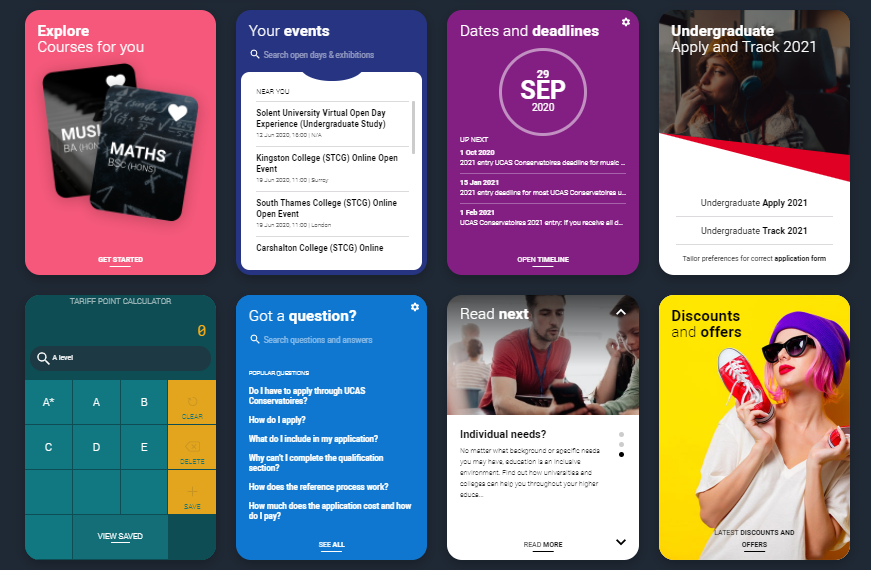 Explore
Courses for you
MUSI
BA (HON
MATHS
BSC (HONS)
GET STARTED
Your events
Search open days & exhibitions
NEAR YOU
Solent University Virtual Open Day
Experience (Undergraduate Study)
12 Jun 2020, 16:00 | N/A
Kingston College (STCG) Online Open
Event
19 Jun 2020, 11:00 | Surrey
South Thames College (STCG) Online
Open Event
19 Jun 2020, 11:00 | London
Carshalton College (STCG) Online
Dates and deadlines
29
SEP
2020
UP NEXT
1 Oct 2020
2021 entry UCAS Conservatoires deadline for music ...
15 Jan 2021
2021 entry deadline for most UCAS Undergraduate u...
1 Feb 2021
UCAS Conservatoires 2021 entry: If you receive all d...
OPEN TIMELINE
Undergraduate
Apply and Track 2021
Undergraduate Apply 2021
Undergraduate Track 2021
Tailor preferences for correct application form
TARIFF POINT CALCULATOR
0
A level
A* A B CLEAR
C D E DELETE
SAVE
VIEW SAVED
Got a question?
Search questions and answers
POPULAR QUESTIONS
Do I have to apply through UCAS
Conservatoires?
How do I apply?
What do I include in my application?
Why can't I complete the qualification
section?
How does the reference process work?
How much does the application cost and how
do I pay?
SEE ALL
Read next
Individual needs?
No matter what background or specific needs
you may have, education is an inclusive
environment. Find out how universities and
colleges can help you throughout your higher
educa...
READ MORE
Discounts
and offers
LATEST DISCOUNTS AND
OFFERS